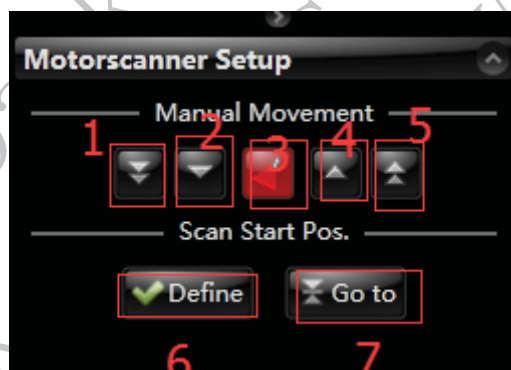 Motorscanner Setup
Manual Movement
1 2 3 4 5
Scan Start Pos.
Define Go to
6 7